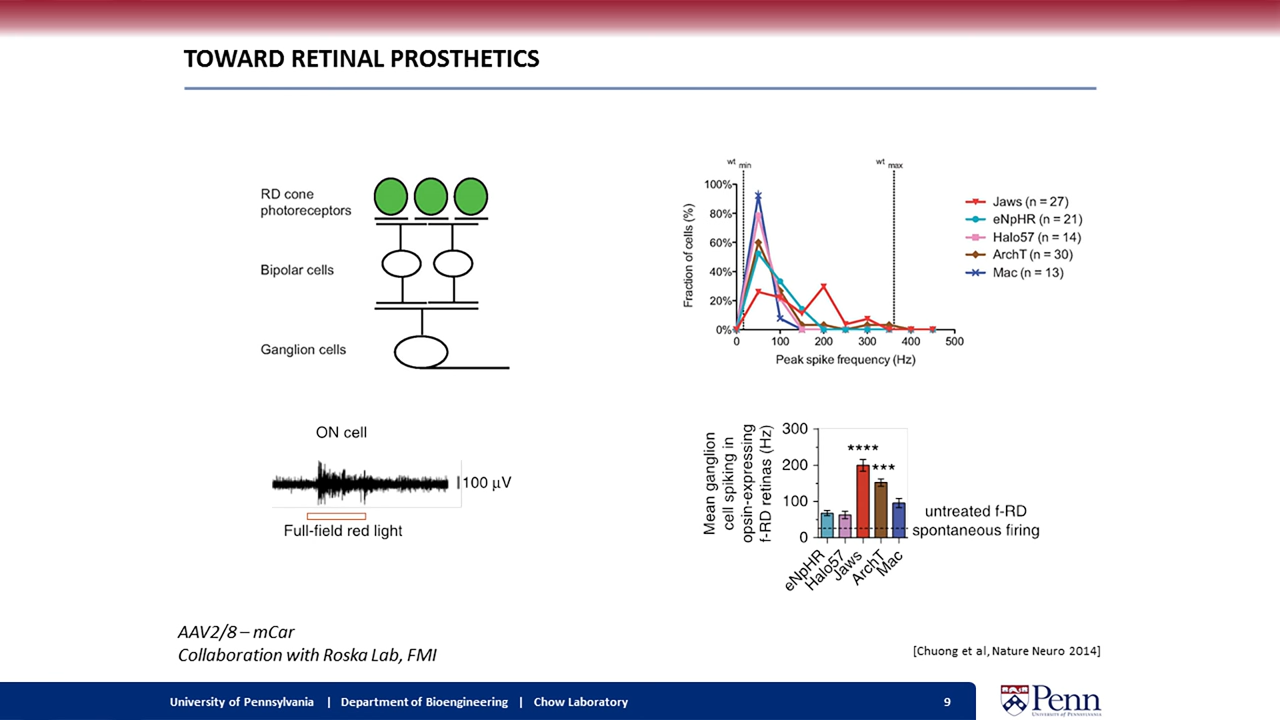 TOWARD RETINAL PROSTHETICS
RD cone
photoreceptors
Bipolar cells
Ganglion cells
wt min
wt max
Fraction of cells (%)
100%
80%
60%
40%
20%
0%
0 100 200 300 400 500
Peak spike frequency (Hz)
Jaws (n = 27)
eNpHR (n = 21)
Halo57 (n = 14)
ArchT (n = 30)
Mac (n = 13)
ON cell
100 µV
Full-field red light
Mean ganglion
cell spiking in
opsin-expressing
f-RD retinas (Hz)
300
200
100
0
****
***
eNpHR
Halo57
Jaws
ArchT
Mac
untreated f-RD
spontaneous firing
AAV2/8 – mCar
Collaboration with Roska Lab, FMI
[Chuong et al, Nature Neuro 2014]
University of Pennsylvania | Department of Bioengineering | Chow Laboratory
9
Penn
UNIVERSITY OF PENNSYLVANIA